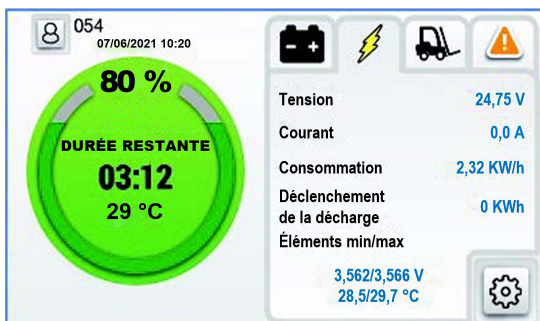 054
07/06/2021 10:20
80 %
DURÉE RESTANTE
03:12
29 °C
Tension 24,75 V
Courant 0,0 A
Consommation 2,32 KW/h
Déclenchement
de la décharge 0 KWh
Éléments min/max
3,562/3,566 V
28,5/29,7 °C